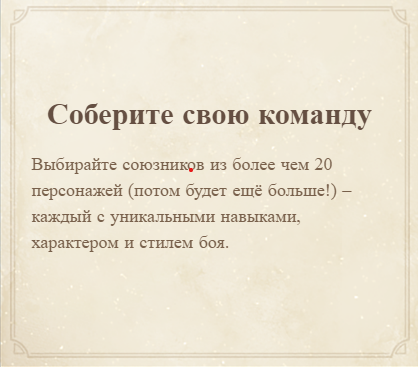 Соберите свою команду
Выбирайте союзников из более чем 20
персонажей (потом будет ещё больше!) –
каждый с уникальными навыками,
характером и стилем боя.